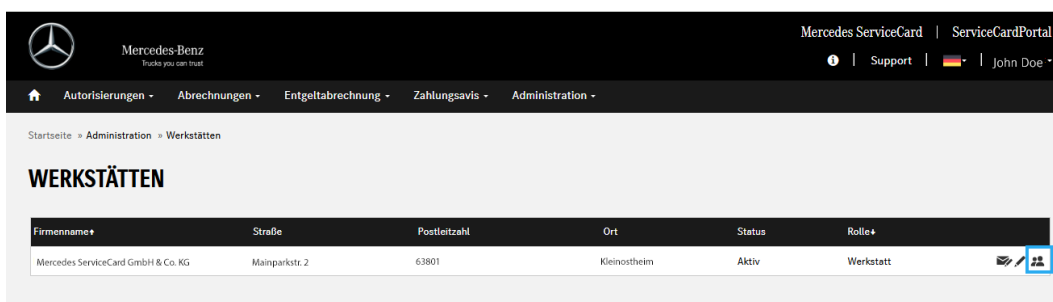 Mercedes ServiceCard | ServiceCardPortal
Mercedes-Benz
Trucks you can trust
Support | John Doe
Autorisierungen Abrechnungen Entgeltabrechnung Zahlungsavis Administration
Startseite » Administration » Werkstätten
WERKSTÄTTEN
Firmenname Straße Postleitzahl Ort Status Rolle
Mercedes ServiceCard GmbH & Co. KG Mainparkstr. 2 63801 Kleinostheim Aktiv Werkstatt